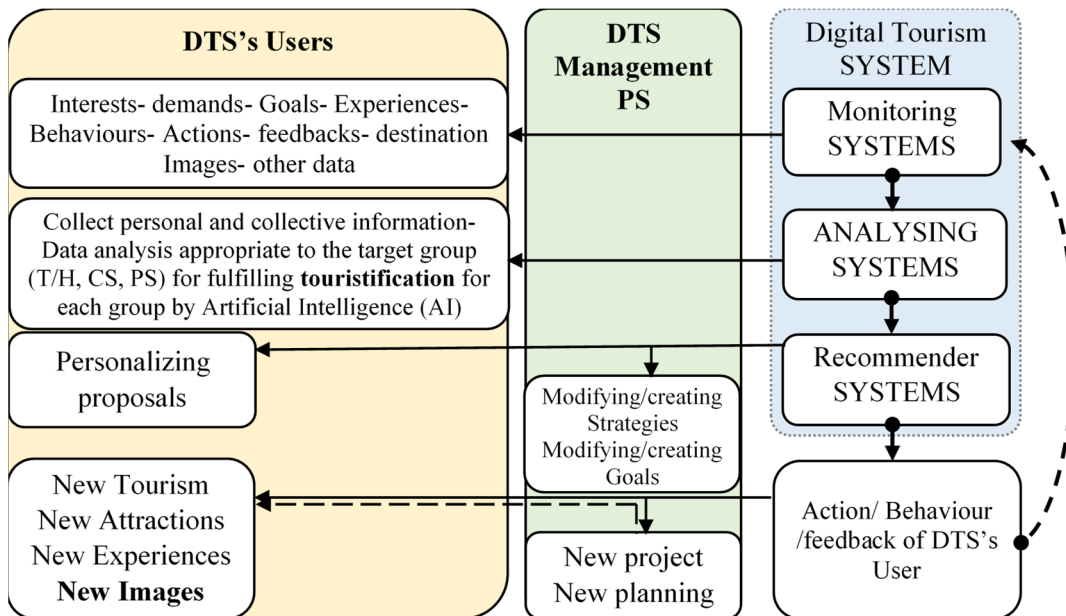 DTS’s Users
Interests- demands- Goals- Experiences-
Behaviours- Actions- feedbacks- destination
Images- other data
Collect personal and collective information-
Data analysis appropriate to the target group
(T/H, CS, PS) for fulfilling touristification for
each group by Artificial Intelligence (AI)
Personalizing
proposals
New Tourism
New Attractions
New Experiences
New Images
DTS
Management
PS
Modifying/creating
Strategies
Modifying/creating
Goals
New project
New planning
Digital Tourism
SYSTEM
Monitoring
SYSTEMS
ANALYSING
SYSTEMS
Recommender
SYSTEMS
Action/ Behaviour
/feedback of DTS’s
User